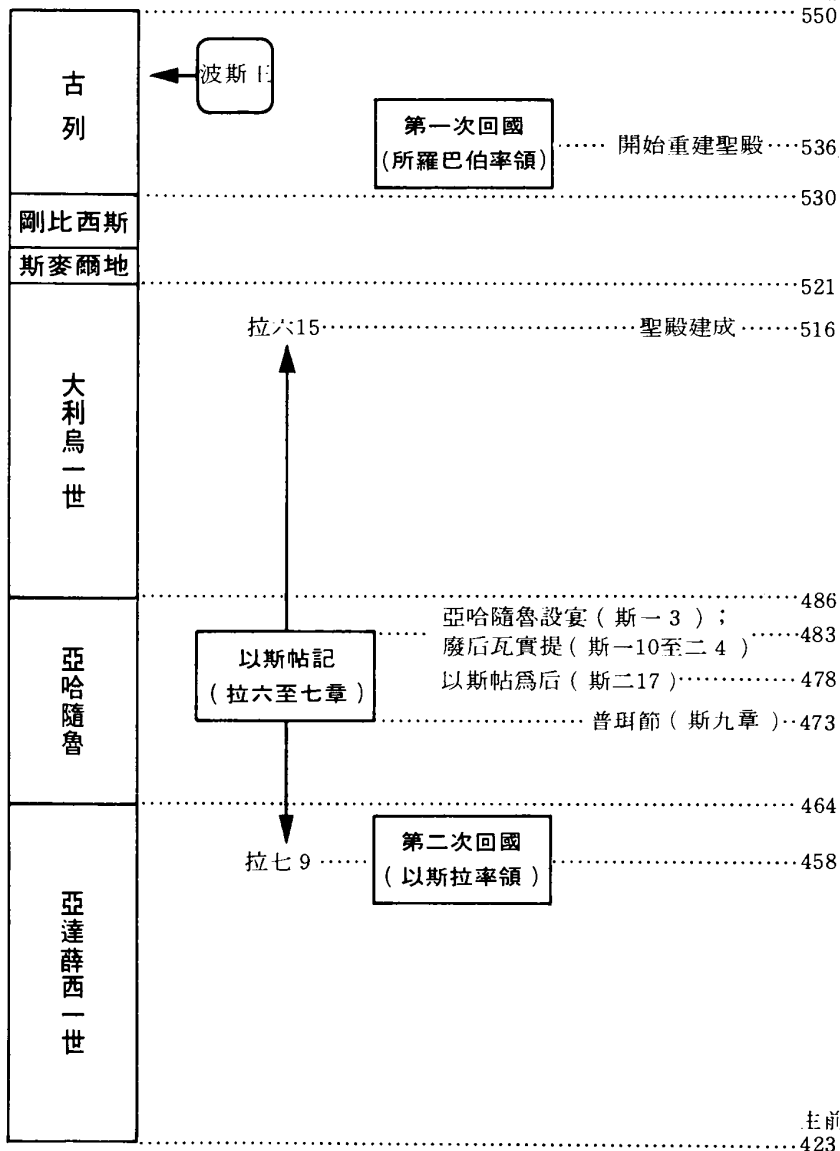 550
古列
波斯王
第一次回國
(所羅巴伯率領)
開始重建聖殿 536
530
剛比西斯
斯麥爾地
521
拉六15 聖殿建成 516
大利烏一世
486
亞哈隨魯設宴(斯一3);
廢后瓦實提(斯一10至二4)
483
以斯帖記
(拉六至七章)
以斯帖爲后(斯二17) 478
亞哈隨魯
普珥節(斯九章) 473
464
拉七9
第二次回國
(以斯拉率領)
458
亞達薛西一世
主前
423